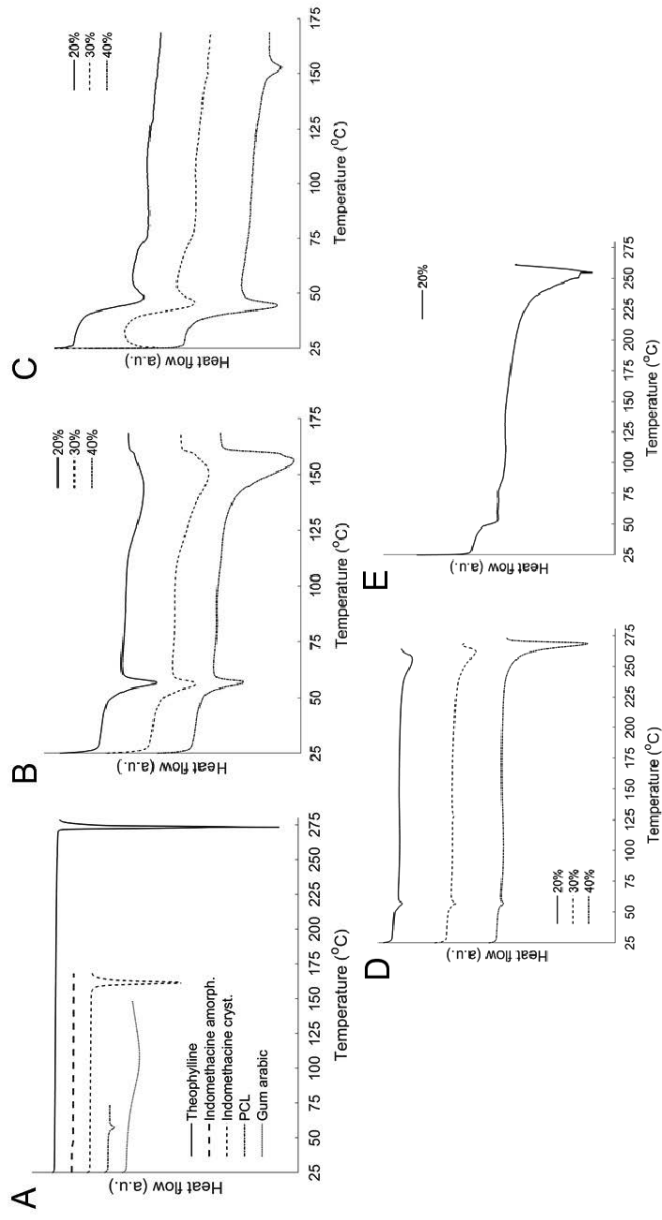 A
Heat flow (a.u.)
Theophylline
Indomethacine amorph.
Indomethacine cryst.
PCL
Gum arabic
25 50 75 100 125 150 175 200 225 250 275
Temperature (°C)
B
Heat flow (a.u.)
20%
30%
40%
25 50 75 100 125 150 175
Temperature (°C)
C
Heat flow (a.u.)
20%
30%
40%
25 50 75 100 125 150 175
Temperature (°C)
D
Heat flow (a.u.)
20%
30%
40%
25 50 75 100 125 150 175 200 225 250 275
Temperature (°C)
E
Heat flow (a.u.)
20%
25 50 75 100 125 150 175 200 225 250 275
Temperature (°C)